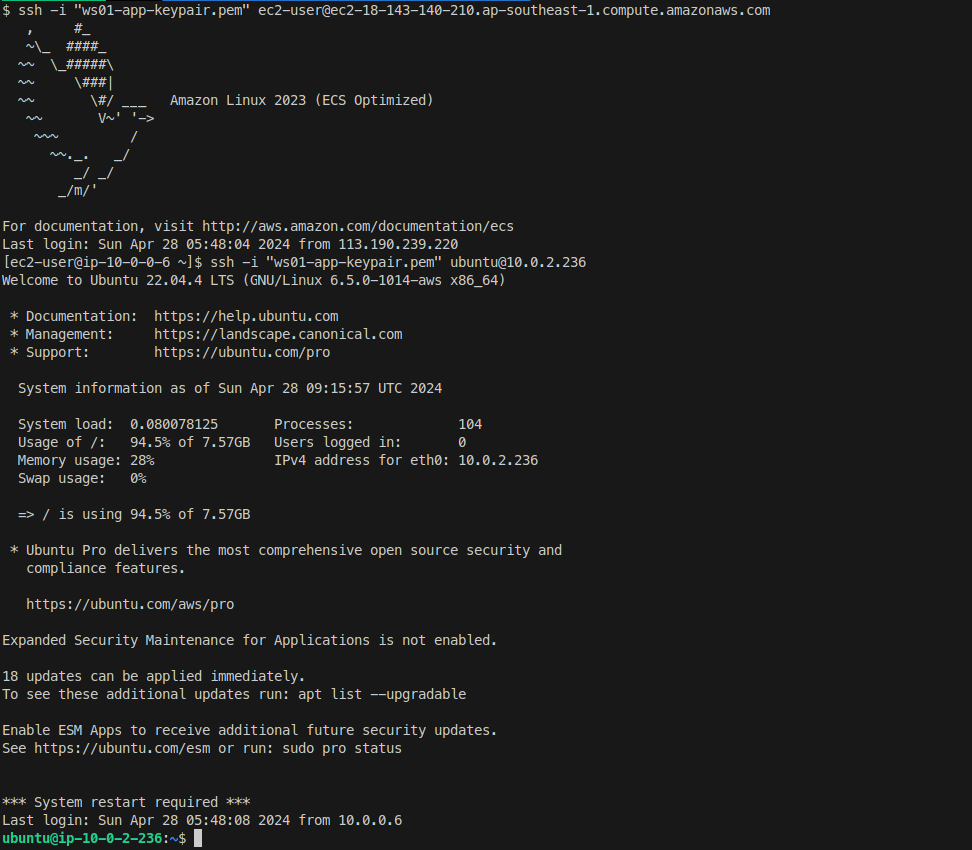 $ ssh -i "ws01-app-keypair.pem" ec2-user@ec2-18-143-140-210.ap-southeast-1.compute.amazonaws.com
   ,     #_
   ~\_  ####_
  ~~  \_#####\
  ~~     \###|
  ~~       \#/ ___   Amazon Linux 2023 (ECS Optimized)
   ~~       V~' '->
    ~~~         /
      ~~._.   _/
         _/ _/
       _/m/'
For documentation, visit http://aws.amazon.com/documentation/ecs
Last login: Sun Apr 28 05:48:04 2024 from 113.190.239.220
[ec2-user@ip-10-0-0-6 ~]$ ssh -i "ws01-app-keypair.pem" ubuntu@10.0.2.236
Welcome to Ubuntu 22.04.4 LTS (GNU/Linux 6.5.0-1014-aws x86_64)
 * Documentation:  https://help.ubuntu.com
 * Management:     https://landscape.canonical.com
 * Support:        https://ubuntu.com/pro
  System information as of Sun Apr 28 09:15:57 UTC 2024
  System load:  0.080078125       Processes:             104
  Usage of /:   94.5% of 7.57GB   Users logged in:       0
  Memory usage: 28%               IPv4 address for eth0: 10.0.2.236
  Swap usage:   0%
  => / is using 94.5% of 7.57GB
 * Ubuntu Pro delivers the most comprehensive open source security and
   compliance features.
   https://ubuntu.com/aws/pro
Expanded Security Maintenance for Applications is not enabled.
18 updates can be applied immediately.
To see these additional updates run: apt list --upgradable
Enable ESM Apps to receive additional future security updates.
See https://ubuntu.com/esm or run: sudo pro status
*** System restart required ***
Last login: Sun Apr 28 05:48:08 2024 from 10.0.0.6
ubuntu@ip-10-0-2-236:~$